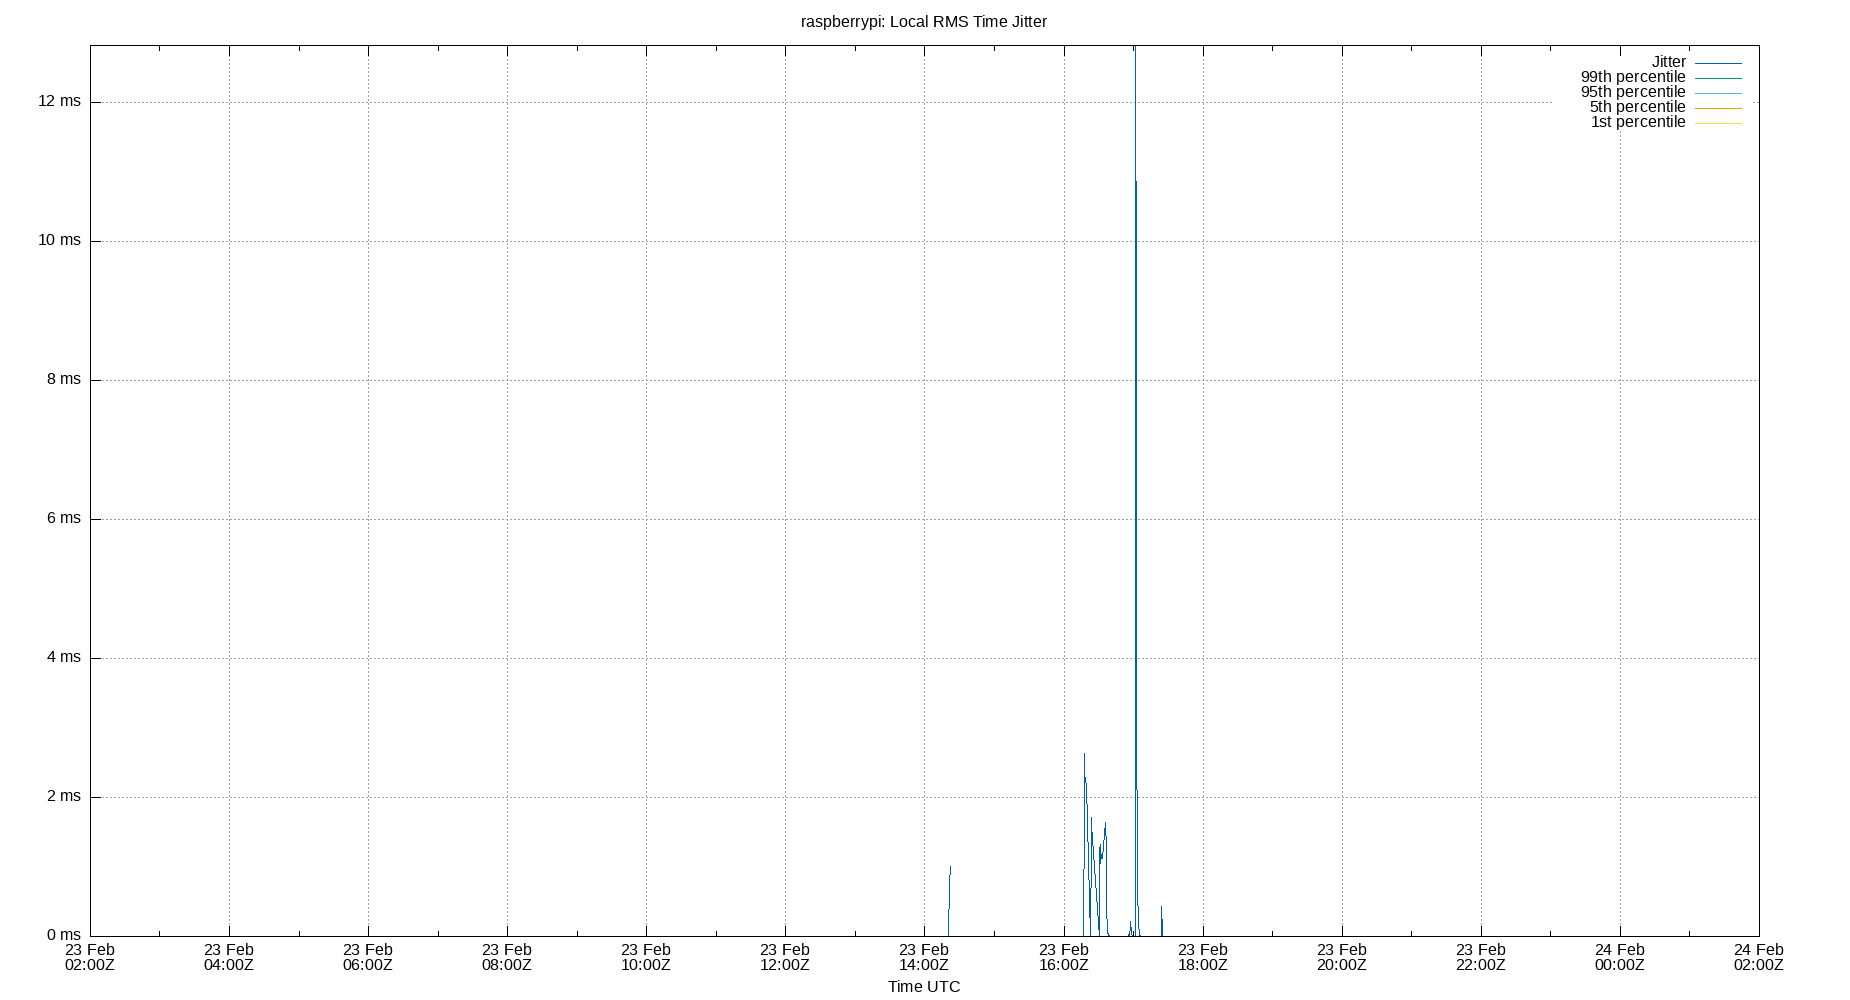 raspberrypi: Local RMS Time Jitter
Jitter
99th percentile
95th percentile
5th percentile
1st percentile
12 ms
10 ms
8 ms
6 ms
4 ms
2 ms
0 ms
23 Feb 23 Feb 23 Feb 23 Feb 23 Feb 23 Feb 23 Feb 23 Feb 23 Feb 23 Feb 23 Feb 24 Feb 24 Feb
02:00Z 04:00Z 06:00Z 08:00Z 10:00Z 12:00Z 14:00Z 16:00Z 18:00Z 20:00Z 22:00Z 00:00Z 02:00Z
Time UTC